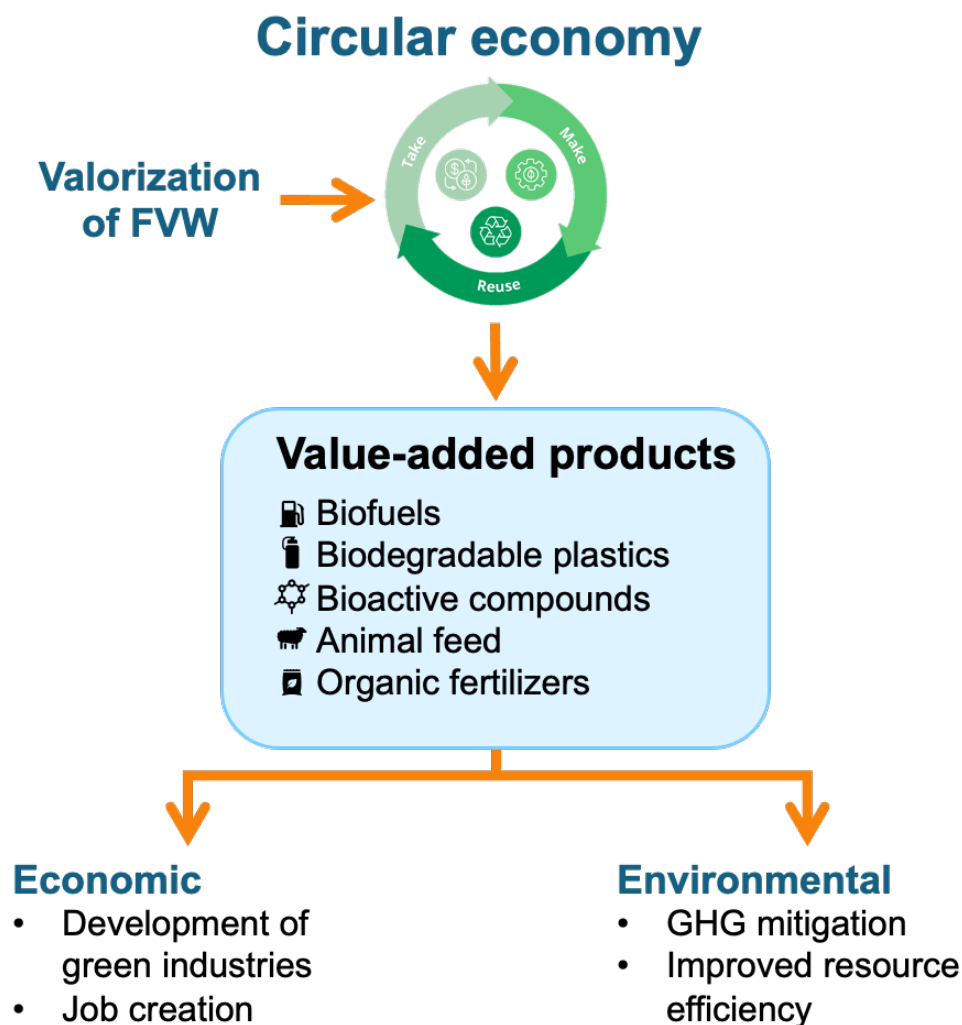 Circular economy
Take
Make
Reuse
Valorization
of FVW
Value-added products
Biofuels
Biodegradable plastics
Bioactive compounds
Animal feed
Organic fertilizers
Economic
• Development of
green industries
• Job creation
Environmental
• GHG mitigation
• Improved resource
efficiency